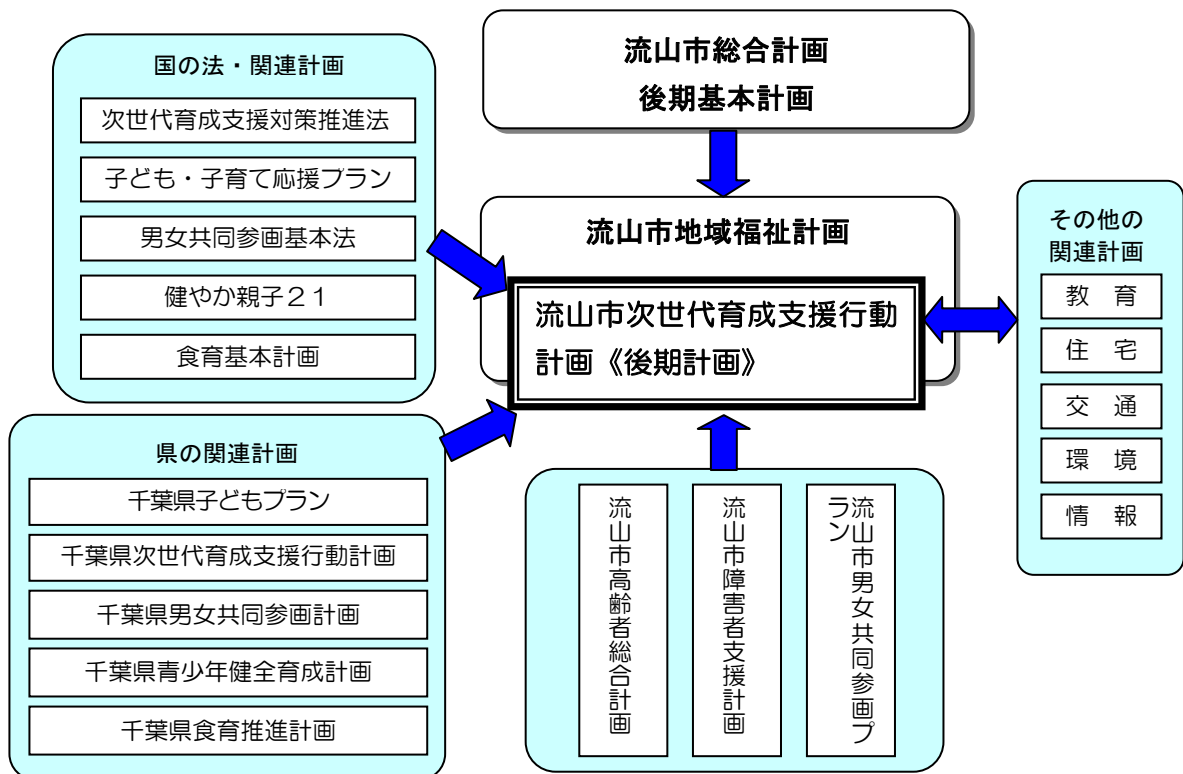 国の法・関連計画
次世代育成支援対策推進法
子ども・子育て応援プラン
男女共同参画基本法
健やか親子２１
食育基本計画
流山市総合計画
後期基本計画
流山市地域福祉計画
流山市次世代育成支援行動
計画《後期計画》
その他の
関連計画
教　育
住　宅
交　通
環　境
情　報
県の関連計画
千葉県子どもプラン
千葉県次世代育成支援行動計画
千葉県男女共同参画計画
千葉県青少年健全育成計画
千葉県食育推進計画
流山市高齢者総合計画
流山市障害者支援計画
流山市男女共同参画プ
ラン